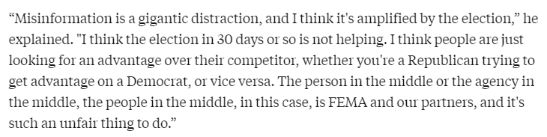 “Misinformation is a gigantic distraction, and I think it's amplified by the election,” he
explained. "I think the election in 30 days or so is not helping. I think people are just
looking for an advantage over their competitor, whether you're a Republican trying to
get advantage on a Democrat, or vice versa. The person in the middle or the agency in
the middle, the people in the middle, in this case, is FEMA and our partners, and it's
such an unfair thing to do.”